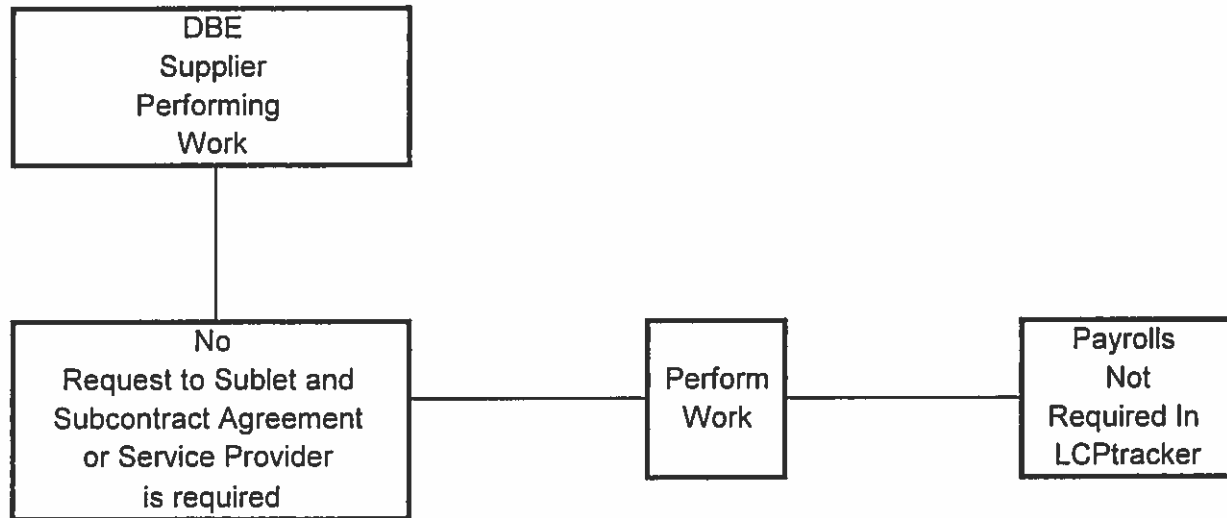 DBE
Supplier
Performing
Work
No
Request to Sublet and
Subcontract Agreement
or Service Provider
is required
Perform
Work
Payrolls
Not
Required In
LCPtracker